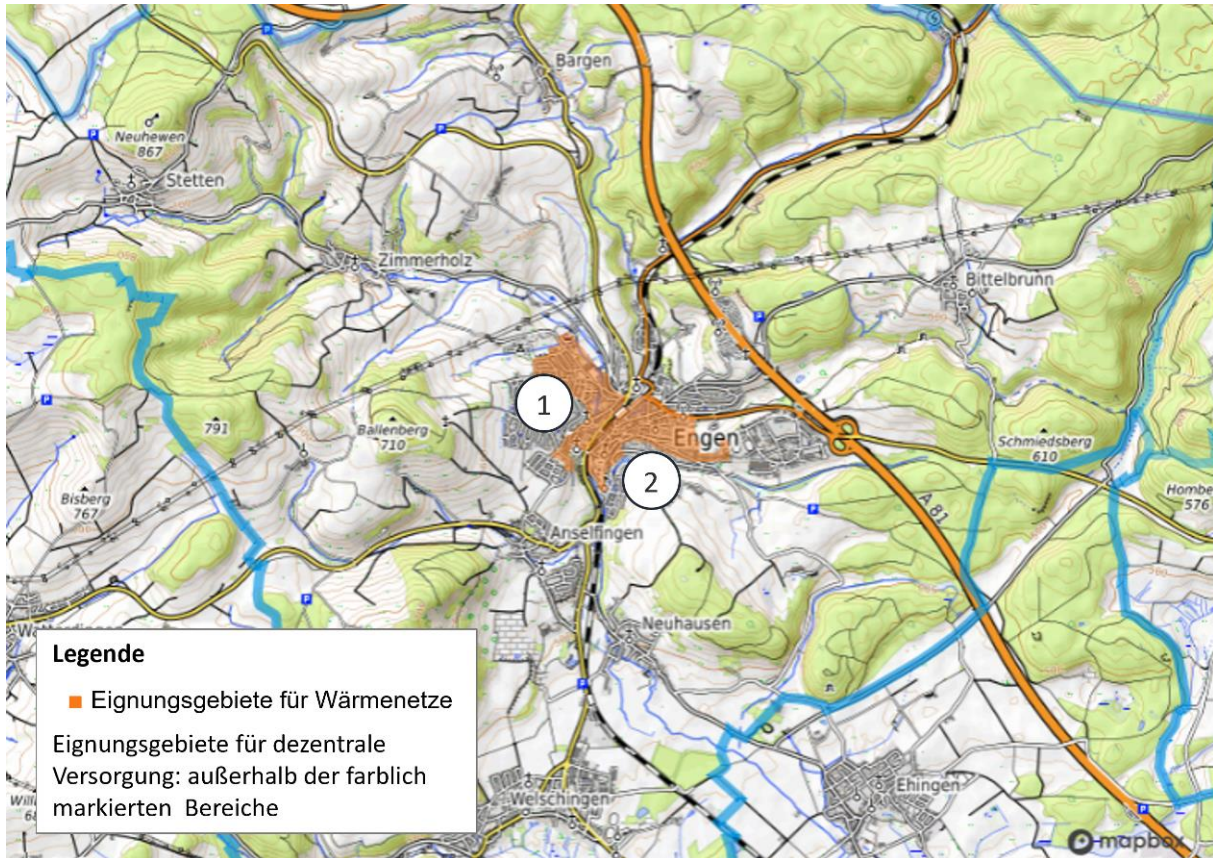 Bargen
Neuhewen
867
Stetten
Zimmerholz
Bittelbrunn
791
Ballenberg
710
1
Engen
Schmiedsberg
610
Bisberg
767
2
A 81
576
Anselfingen
Neuhausen
Legende
Eignungsgebiete für Wärmenetze
Eignungsgebiete für dezentrale
Versorgung: außerhalb der farblich
markierten Bereiche
Welschingen
Ehingen
mapbox